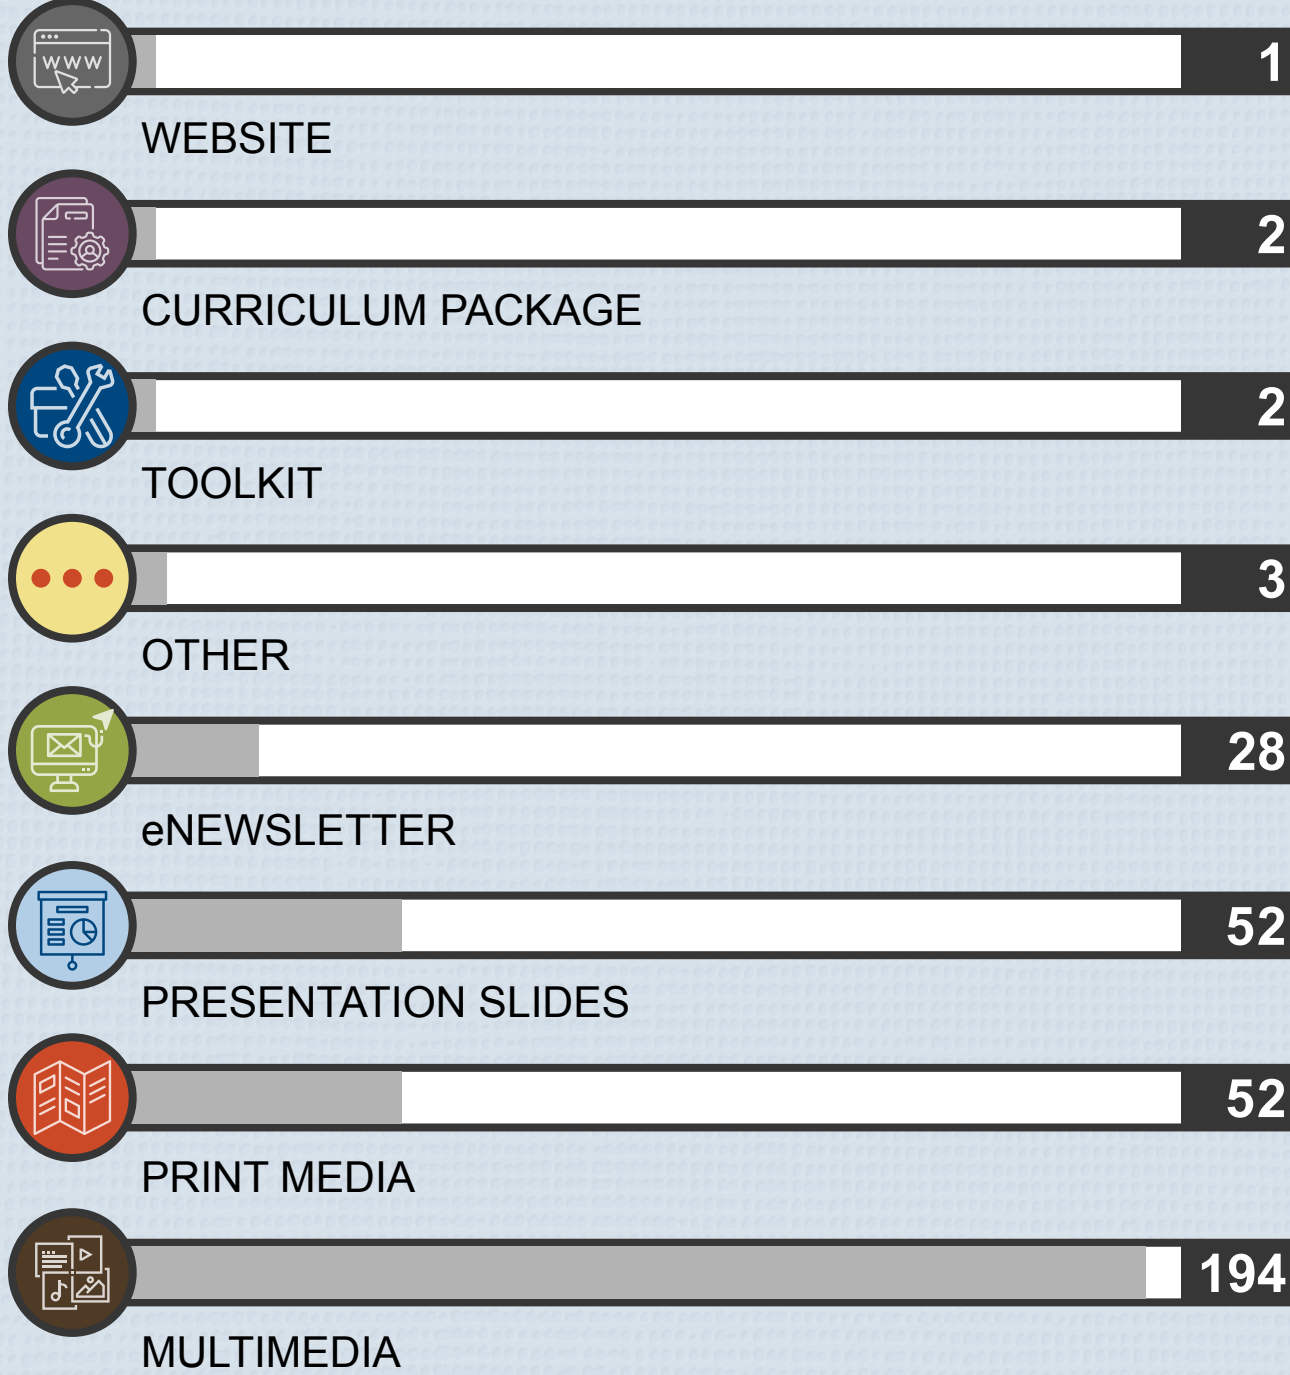 WWW
1
WEBSITE
2
CURRICULUM PACKAGE
2
TOOLKIT
3
OTHER
28
eNEWSLETTER
52
PRESENTATION SLIDES
52
PRINT MEDIA
194
MULTIMEDIA